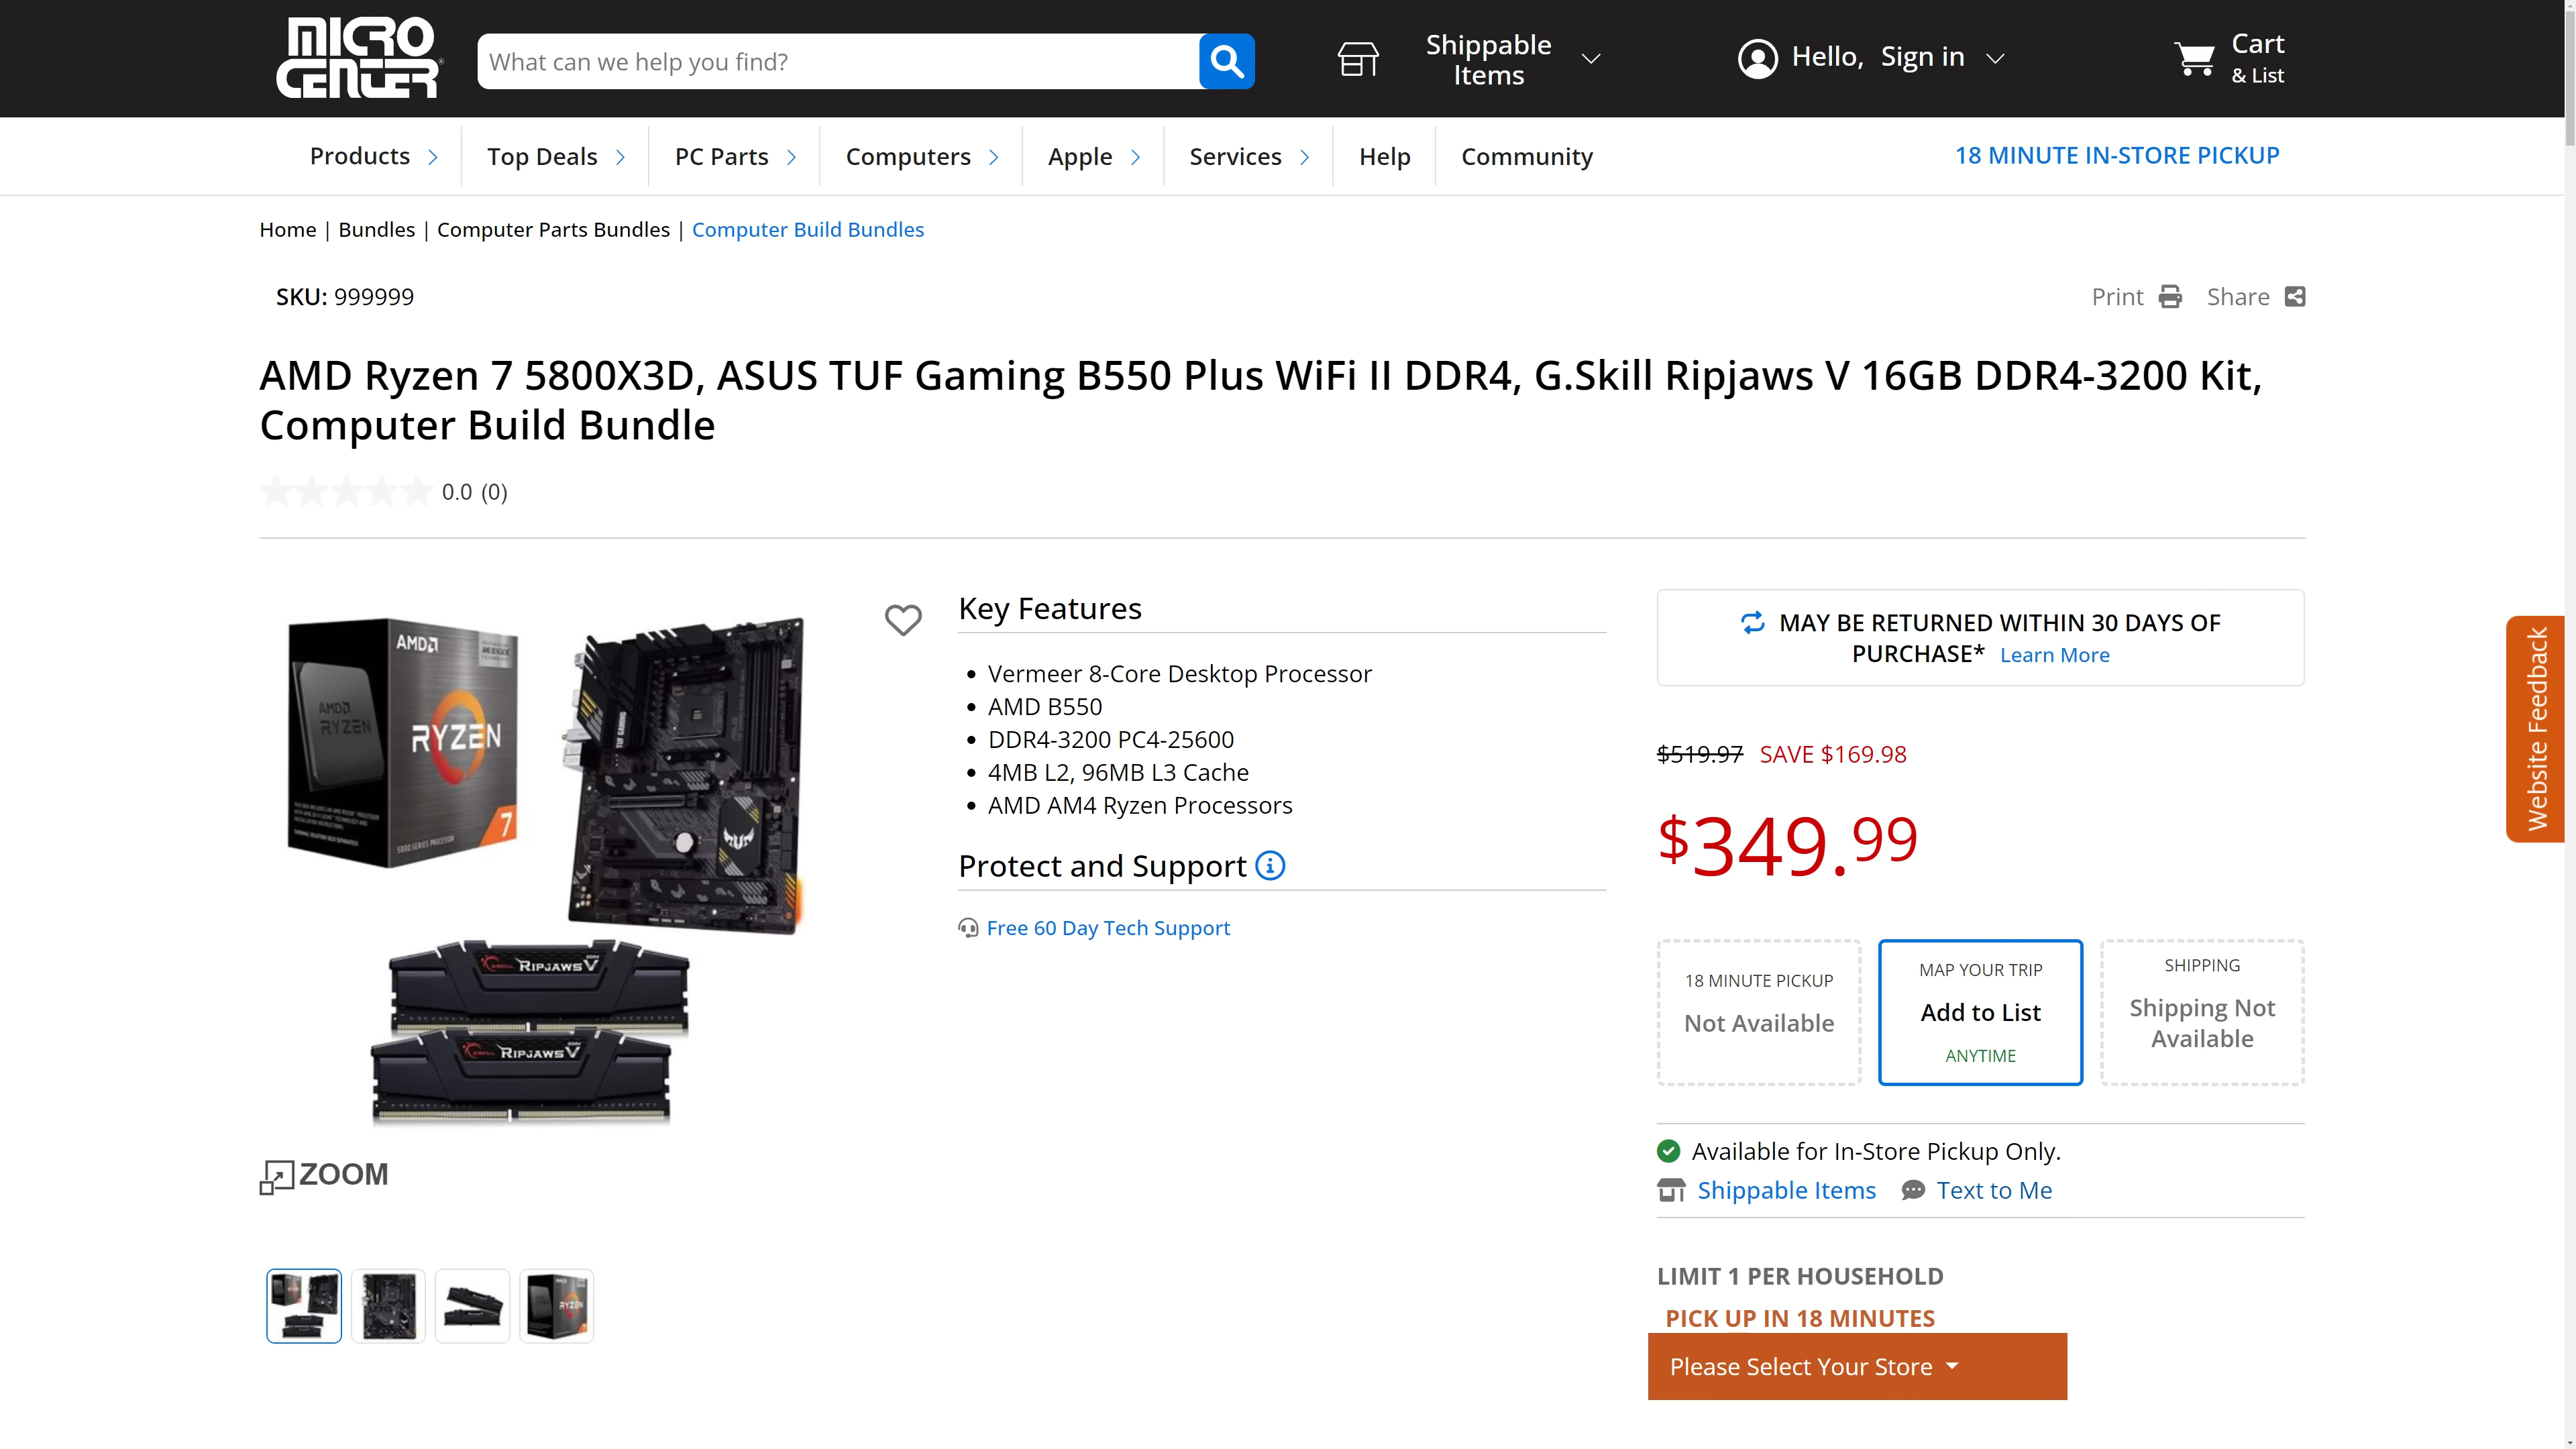 MICRO CENTER
What can we help you find?
Shippable
Items
Hello, Sign in
Cart
& List
Products
Top Deals
PC Parts
Computers
Apple
Services
Help
Community
18 MINUTE IN-STORE PICKUP
Home | Bundles | Computer Parts Bundles | Computer Build Bundles
SKU: 999999
Print
Share
AMD Ryzen 7 5800X3D, ASUS TUF Gaming B550 Plus WiFi II DDR4, G.Skill Ripjaws V 16GB DDR4-3200 Kit,
Computer Build Bundle
0.0 (0)
AMD
AMD
RYZEN
RYZEN
7
5000 SERIES PROCESSOR
TUF GAMING
RIPJAWS V
RIPJAWS V
ZOOM
RYZEN
Key Features
Vermeer 8-Core Desktop Processor
AMD B550
DDR4-3200 PC4-25600
4MB L2, 96MB L3 Cache
AMD AM4 Ryzen Processors
Protect and Support
Free 60 Day Tech Support
MAY BE RETURNED WITHIN 30 DAYS OF
PURCHASE* Learn More
$519.97 SAVE $169.98
$349.99
18 MINUTE PICKUP
Not Available
MAP YOUR TRIP
Add to List
ANYTIME
SHIPPING
Shipping Not
Available
Available for In-Store Pickup Only.
Shippable Items
Text to Me
LIMIT 1 PER HOUSEHOLD
PICK UP IN 18 MINUTES
Please Select Your Store
Website Feedback